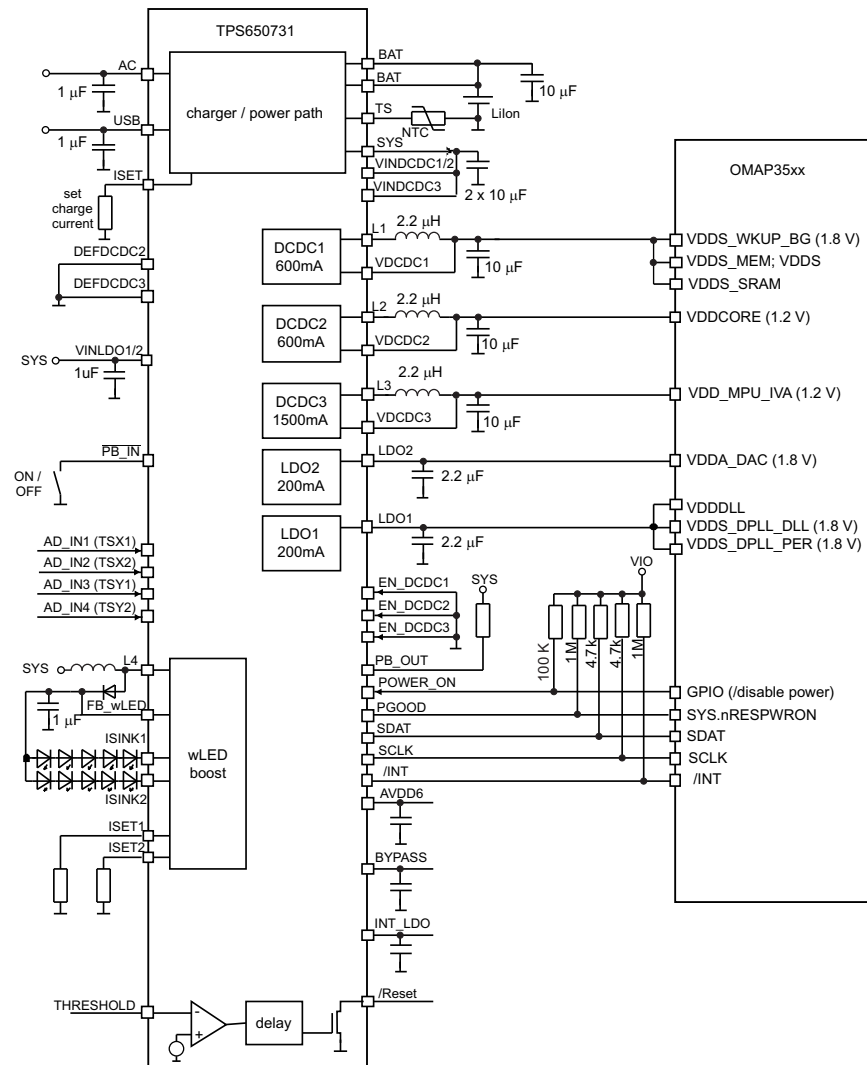 TPS650731
BAT
AC
1 μF
BAT
10 μF
LiIon
charger / power path
TS
NTC
USB
1 μF
SYS
VINDCDC1/2
VINDCDC3
2 x 10 μF
ISET
set
charge
current
OMAP35xx
DEFDCDC2
DEFDCDC3
DCDC1
600mA
L1
2.2 μH
VDCDC1
10 μF
VDDS_WKUP_BG (1.8 V)
VDDS_MEM; VDDS
VDDS_SRAM
DCDC2
600mA
L2
2.2 μH
VDCDC2
10 μF
VDDCORE (1.2 V)
SYS
VINLDO1/2
1uF
DCDC3
1500mA
L3
2.2 μH
VDCDC3
10 μF
VDD_MPU_IVA (1.2 V)
PB_IN
ON /
OFF
LDO2
200mA
LDO2
2.2 μF
VDDA_DAC (1.8 V)
LDO1
200mA
LDO1
2.2 μF
VDDDLL
VDDS_DPLL_DLL (1.8 V)
VDDS_DPLL_PER (1.8 V)
AD_IN1 (TSX1)
AD_IN2 (TSX2)
AD_IN3 (TSY1)
AD_IN4 (TSY2)
EN_DCDC1
EN_DCDC2
EN_DCDC3
SYS
VIO
100 K
1M
4.7k
4.7k
1M
PB_OUT
POWER_ON
PGOOD
SDAT
SCLK
/INT
GPIO (/disable power)
SYS.nRESPWRON
SDAT
SCLK
/INT
SYS
L4
1 μF
FB_wLED
ISINK1
ISINK2
wLED
boost
ISET1
ISET2
AVDD6
BYPASS
INT_LDO
THRESHOLD
-
+
delay
/Reset